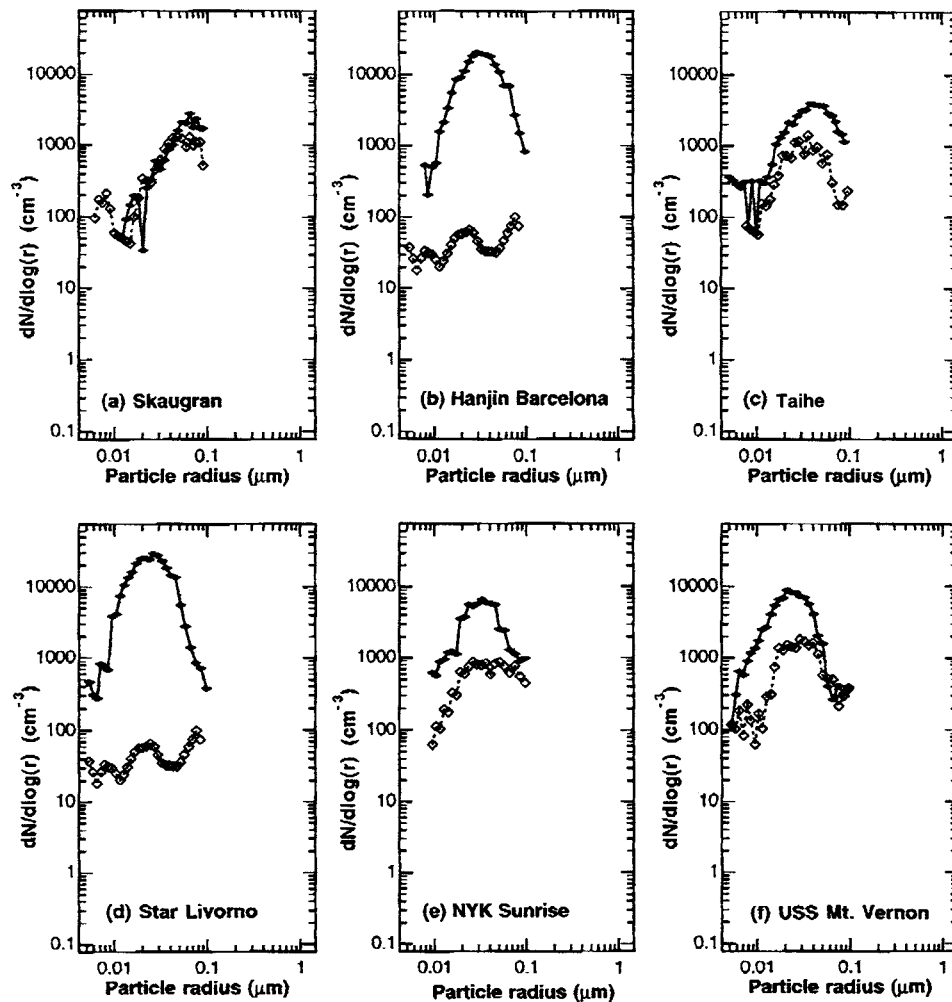 10000
1000
100
10
1
0.1
dN/dlog(r) (cm-3)
(a) Skaugran
0.01 0.1 1
Particle radius (μm)
10000
1000
100
10
1
0.1
dN/dlog(r) (cm-3)
(b) Hanjin Barcelona
0.01 0.1 1
Particle radius (μm)
10000
1000
100
10
1
0.1
dN/dlog(r) (cm-3)
(c) Taihe
0.01 0.1 1
Particle radius (μm)
10000
1000
100
10
1
0.1
dN/dlog(r) (cm-3)
(d) Star Livorno
0.01 0.1 1
Particle radius (μm)
10000
1000
100
10
1
0.1
dN/dlog(r) (cm-3)
(e) NYK Sunrise
0.01 0.1 1
Particle radius (μm)
10000
1000
100
10
1
0.1
dN/dlog(r) (cm-3)
(f) USS Mt. Vernon
0.01 0.1 1
Particle radius (μm)